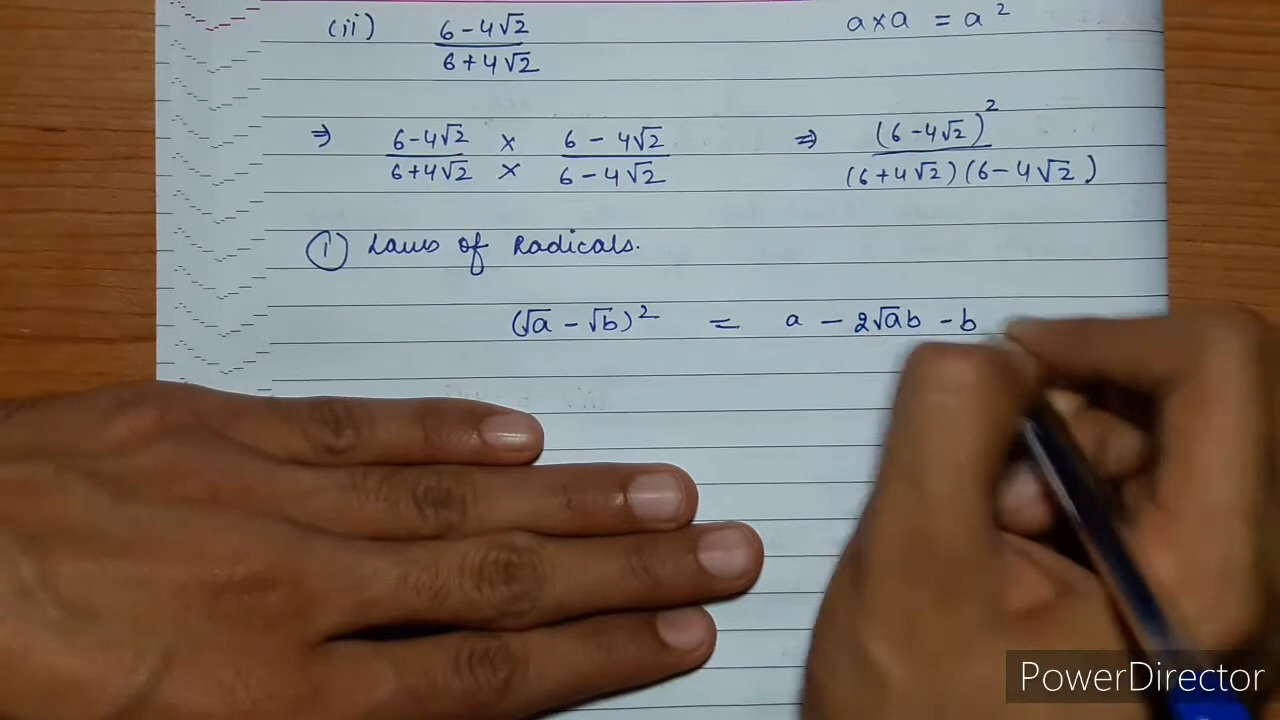 (ii) 6-4√2 / 6+4√2 a×a = a²
⇒ 6-4√2 / 6+4√2 × 6-4√2 / 6-4√2 ⇒ (6-4√2)² / (6+4√2)(6-4√2)
① Laws of Radicals.
(√a - √b)² = a - 2√ab - b
PowerDirector